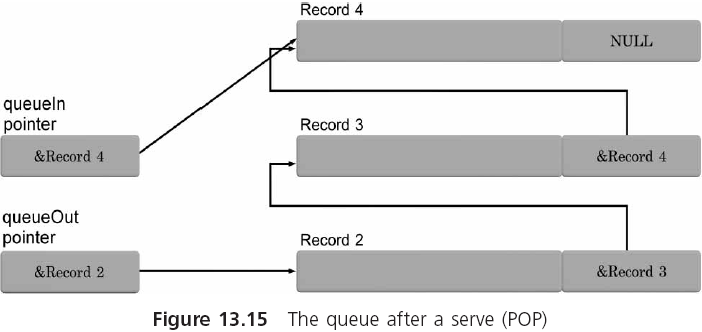 Record 4
NULL
queueIn
pointer
Record 3
&Record 4
&Record 4
queueOut
pointer
Record 2
&Record 2
&Record 3
Figure 13.15 The queue after a serve (POP)